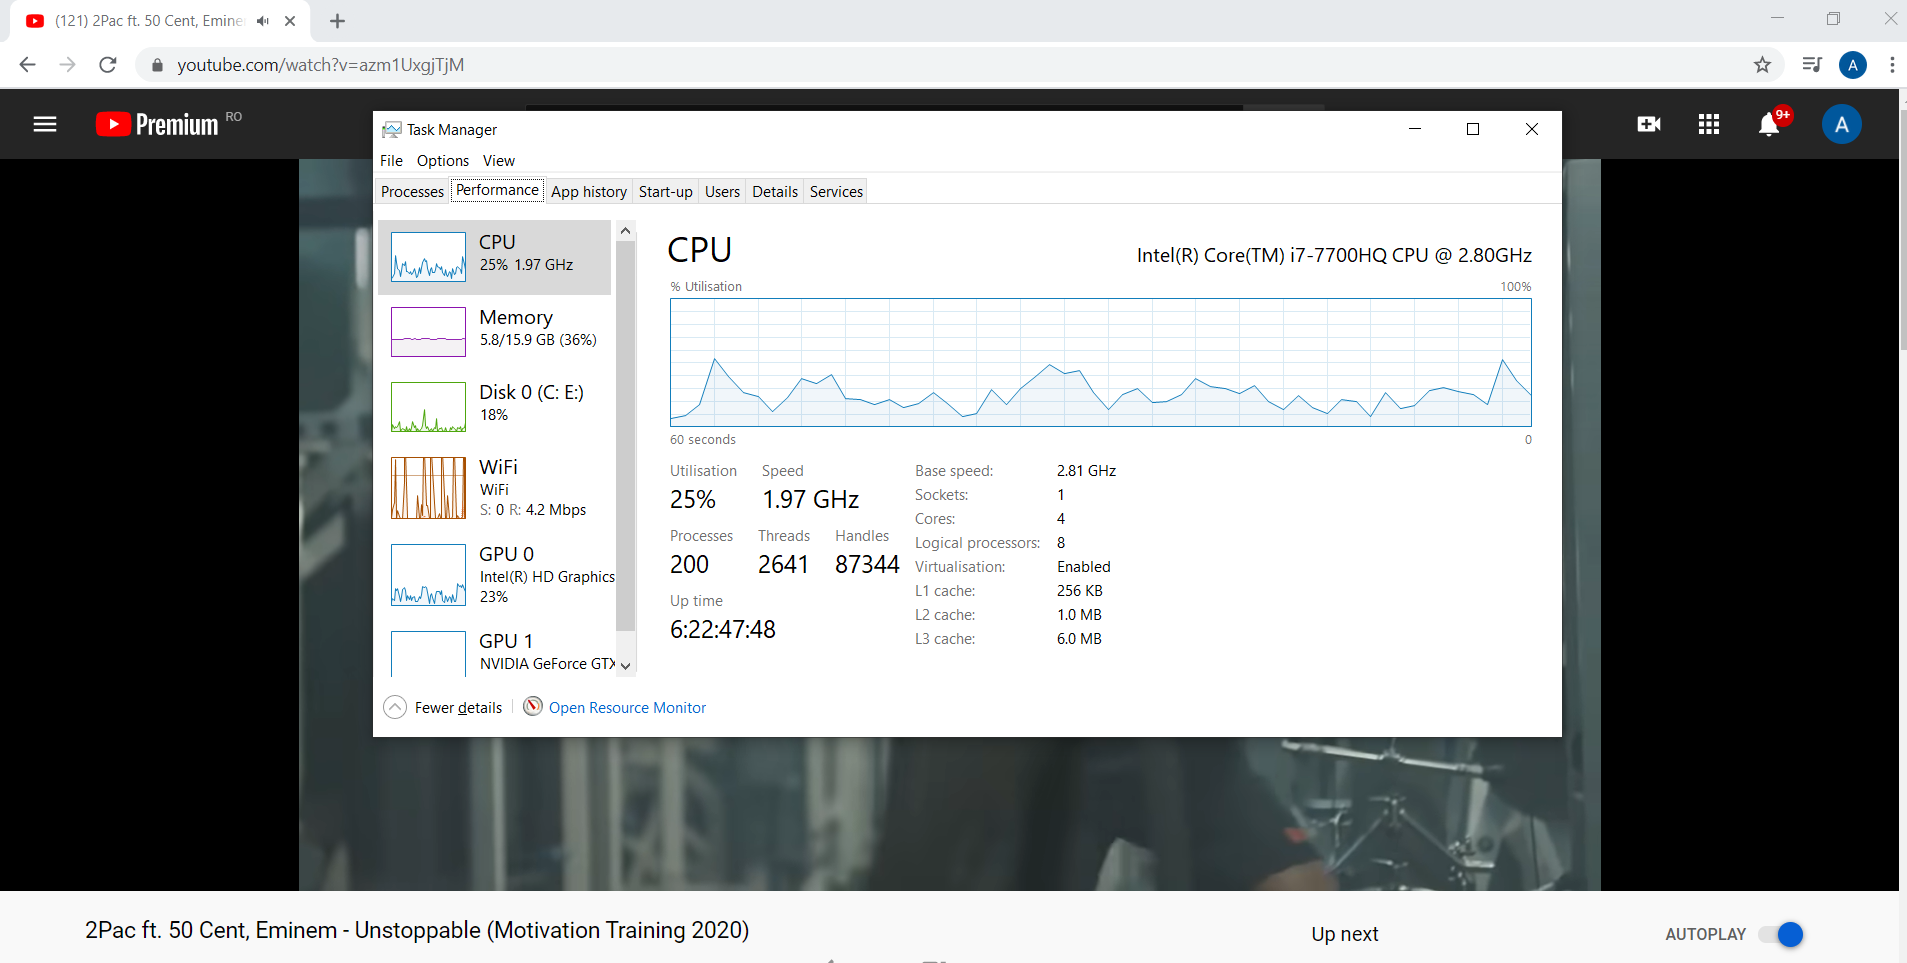 (121) 2Pac ft. 50 Cent, Emine
youtube.com/watch?v=azm1UxgjTjM
A
Premium RO
9+
A
Task Manager
File Options View
Processes Performance App history Start-up Users Details Services
CPU
25% 1.97 GHz
Memory
5.8/15.9 GB (36%)
Disk 0 (C: E:)
18%
WiFi
WiFi
S: 0 R: 4.2 Mbps
GPU 0
Intel(R) HD Graphics
23%
GPU 1
NVIDIA GeForce GTX
CPU
Intel(R) Core(TM) i7-7700HQ CPU @ 2.80GHz
% Utilisation 100%
60 seconds 0
Utilisation Speed
25% 1.97 GHz
Processes Threads Handles
200 2641 87344
Up time
6:22:47:48
Base speed: 2.81 GHz
Sockets: 1
Cores: 4
Logical processors: 8
Virtualisation: Enabled
L1 cache: 256 KB
L2 cache: 1.0 MB
L3 cache: 6.0 MB
Fewer details
Open Resource Monitor
2Pac ft. 50 Cent, Eminem - Unstoppable (Motivation Training 2020)
Up next
AUTOPLAY